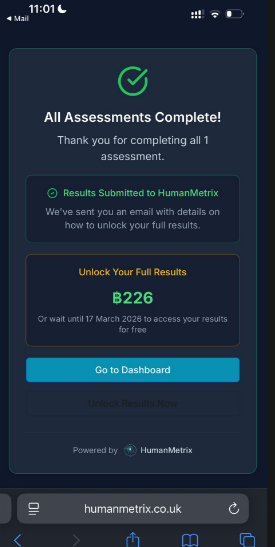 11:01
◀ Mail
All Assessments Complete!
Thank you for completing all 1
assessment.
Results Submitted to HumanMetrix
We've sent you an email with details on
how to unlock your full results.
Unlock Your Full Results
฿226
Or wait until 17 March 2026 to access your results
for free
Go to Dashboard
Unlock Results Now
Powered by HumanMetrix
humanmetrix.co.uk